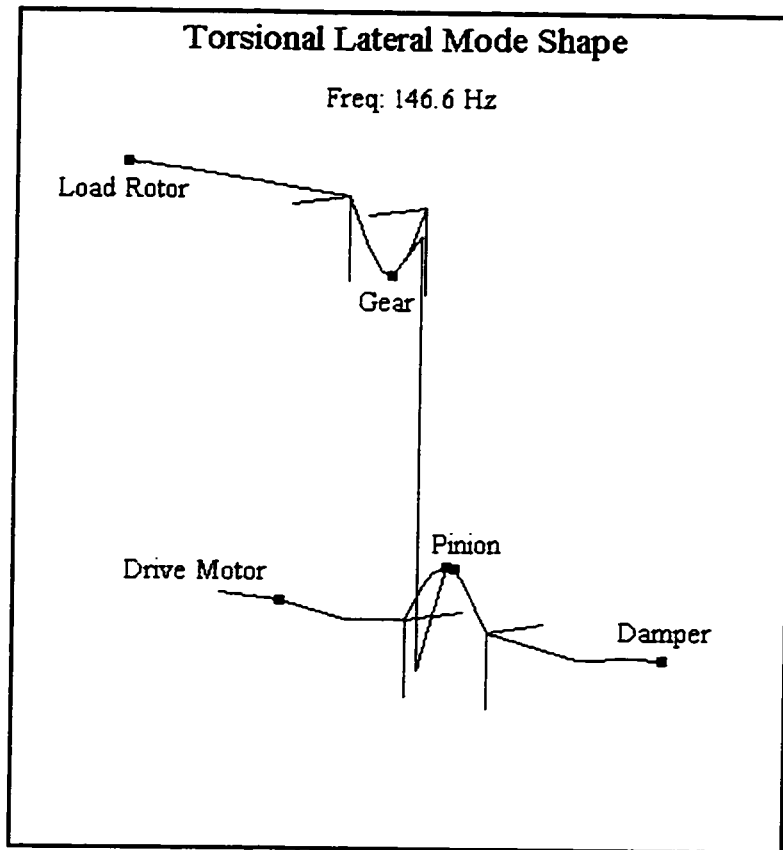 Torsional Lateral Mode Shape
Freq: 146.6 Hz
Load Rotor
Gear
Pinion
Drive Motor
Damper